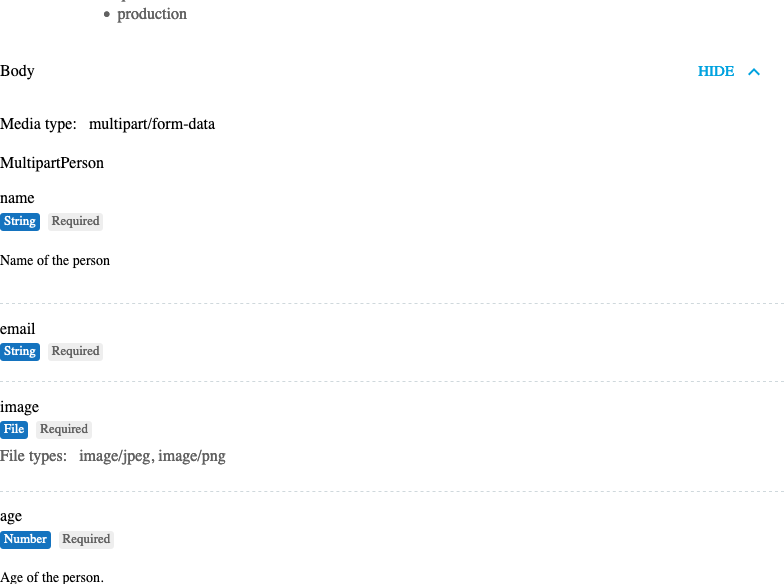 • production
Body HIDE
Media type: multipart/form-data
MultipartPerson
name
String Required
Name of the person
email
String Required
image
File Required
File types: image/jpeg, image/png
age
Number Required
Age of the person.